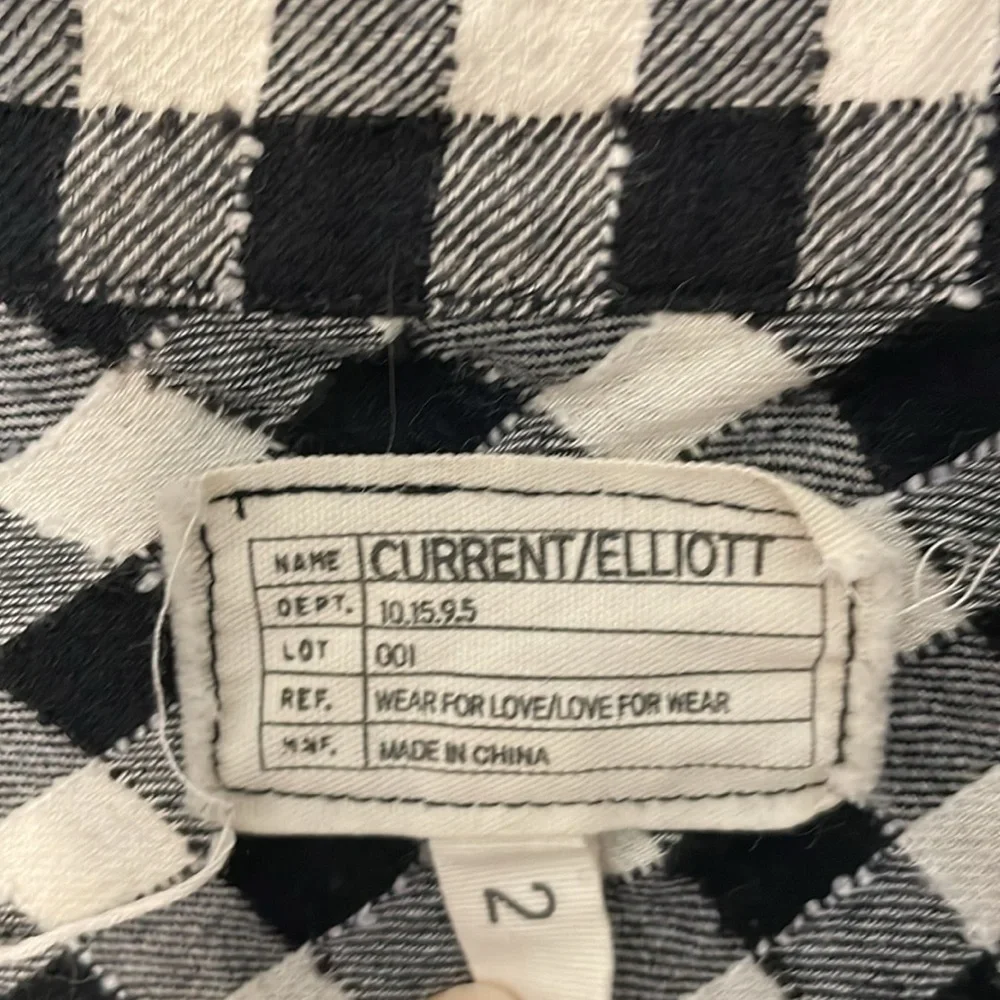 NAME CURRENT/ELLIOTT
DEPT. 10.15.9.5
LOT 001
REF. WEAR FOR LOVE/LOVE FOR WEAR
MNF. MADE IN CHINA
2